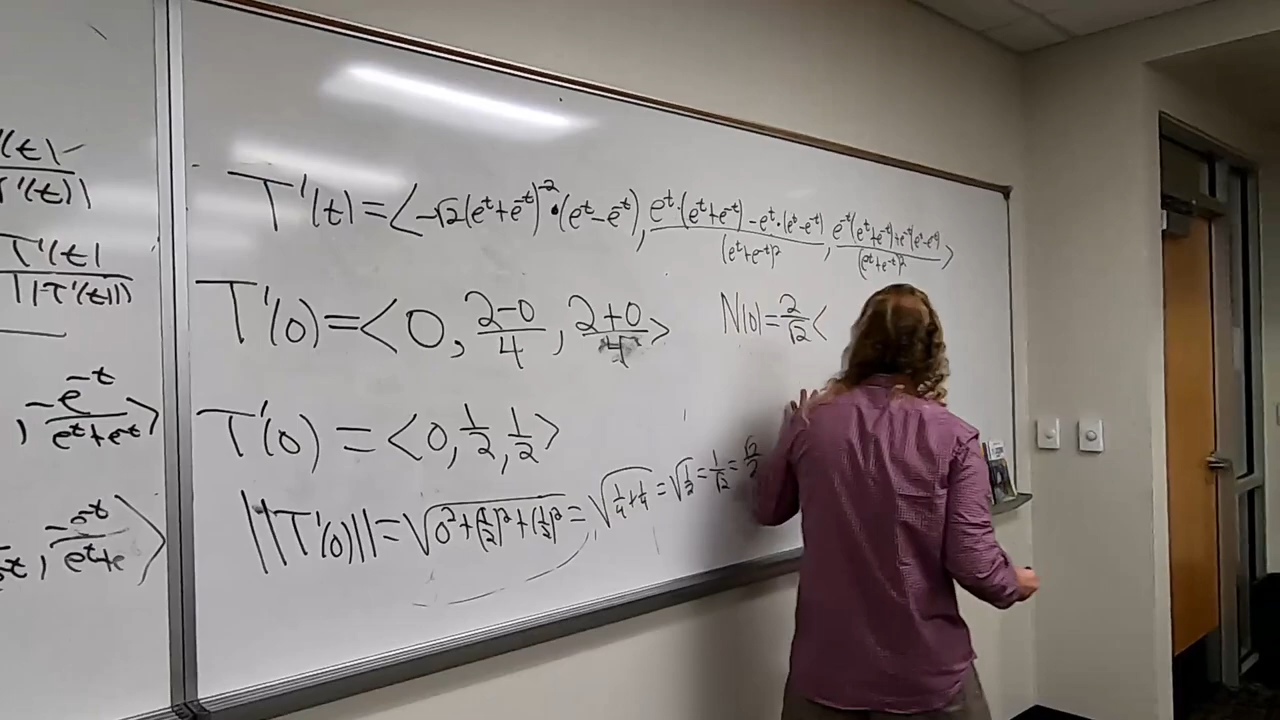 '(t)
T'(t))
T'(t)
||T'(t)||
, -e^-t/(e^t+e^-t)>
T'(t)=<-√2(e^t+e^-t)^-2•(e^t-e^-t), (e^t•(e^t+e^-t)-e^t•(e^t-e^-t))/(e^t+e^-t)^2, (e^-t(e^t+e^-t)+e^-t(e^t-e^-t))/(e^t+e^-t)^2>
T'(0)=<0, (2-0)/4, (2+0)/4>
N(0)=2/√2<
T'(0)=<0, 1/2, 1/2>
||T'(0)||=√(0^2+(1/2)^2+(1/2)^2)=√(1/4+1/4)=√(1/2)=1/√2=√2/2